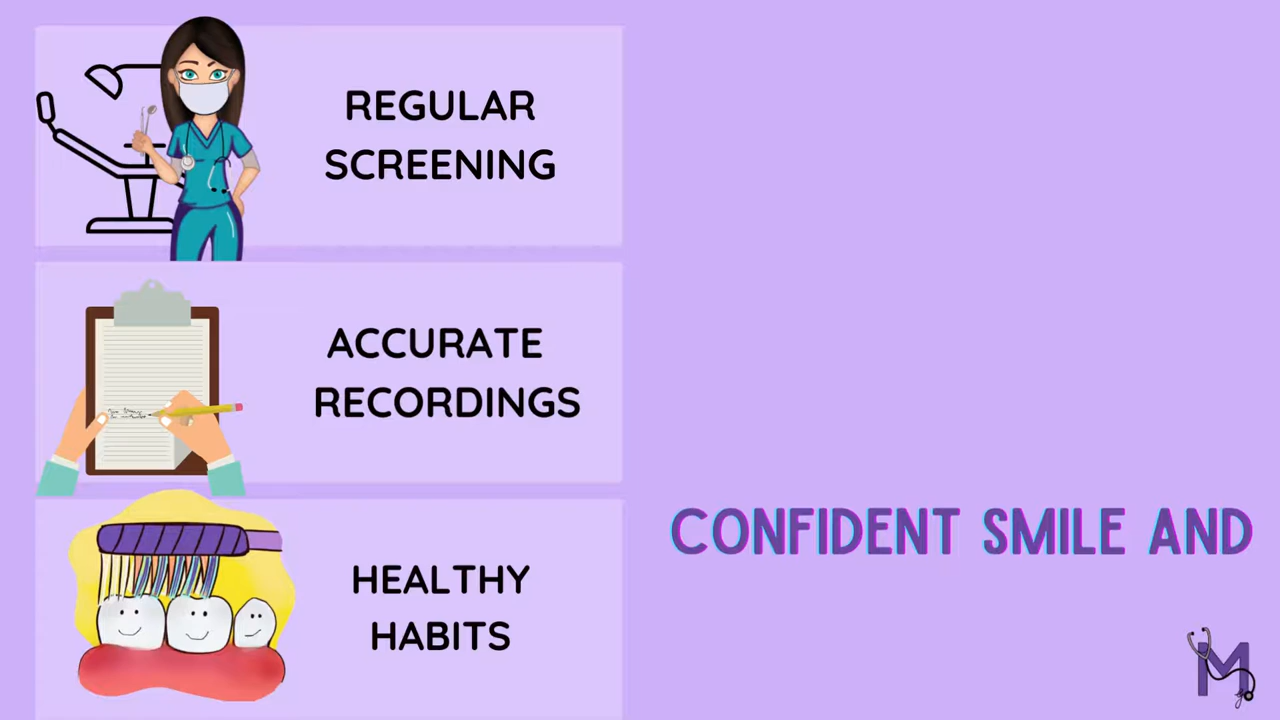 REGULAR
SCREENING
ACCURATE
RECORDINGS
HEALTHY
HABITS
CONFIDENT SMILE AND
M